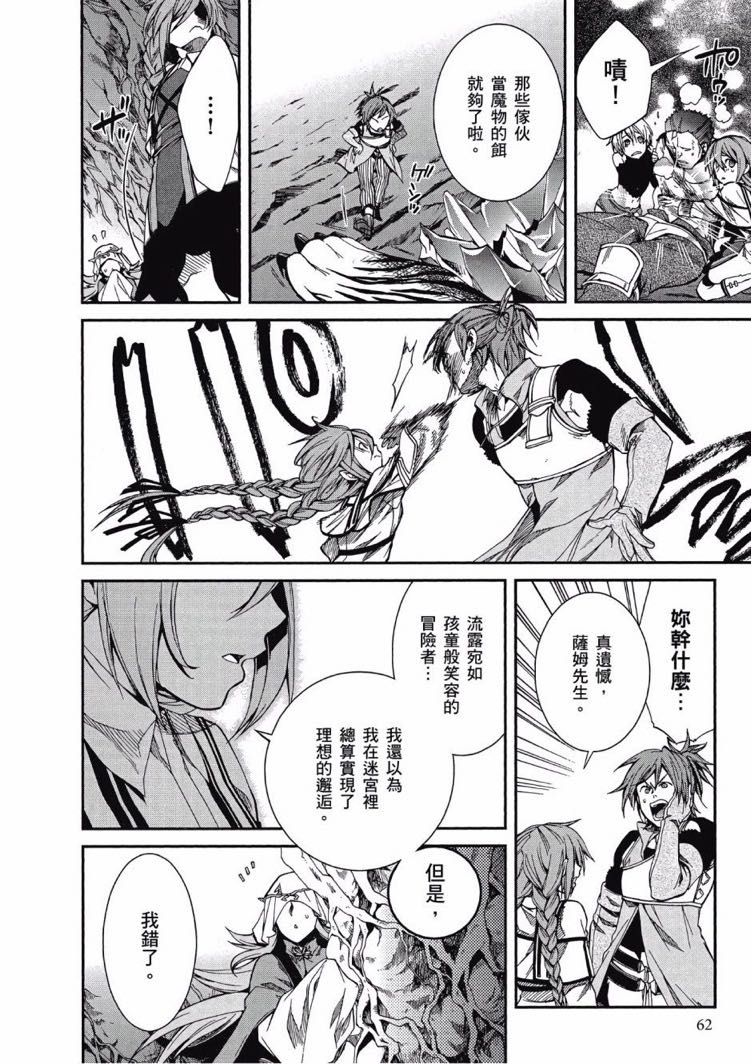 ポウッ
嘖！
那些傢伙
當魔物的餌
就夠了啦。
…！
妳幹什麼…
真遺憾，
薩姆先生。
流露宛如
孩童般笑容的
冒險者…
我還以為
我在迷宮裡
總算實現了
理想的邂逅。
但是，
我錯了。
62